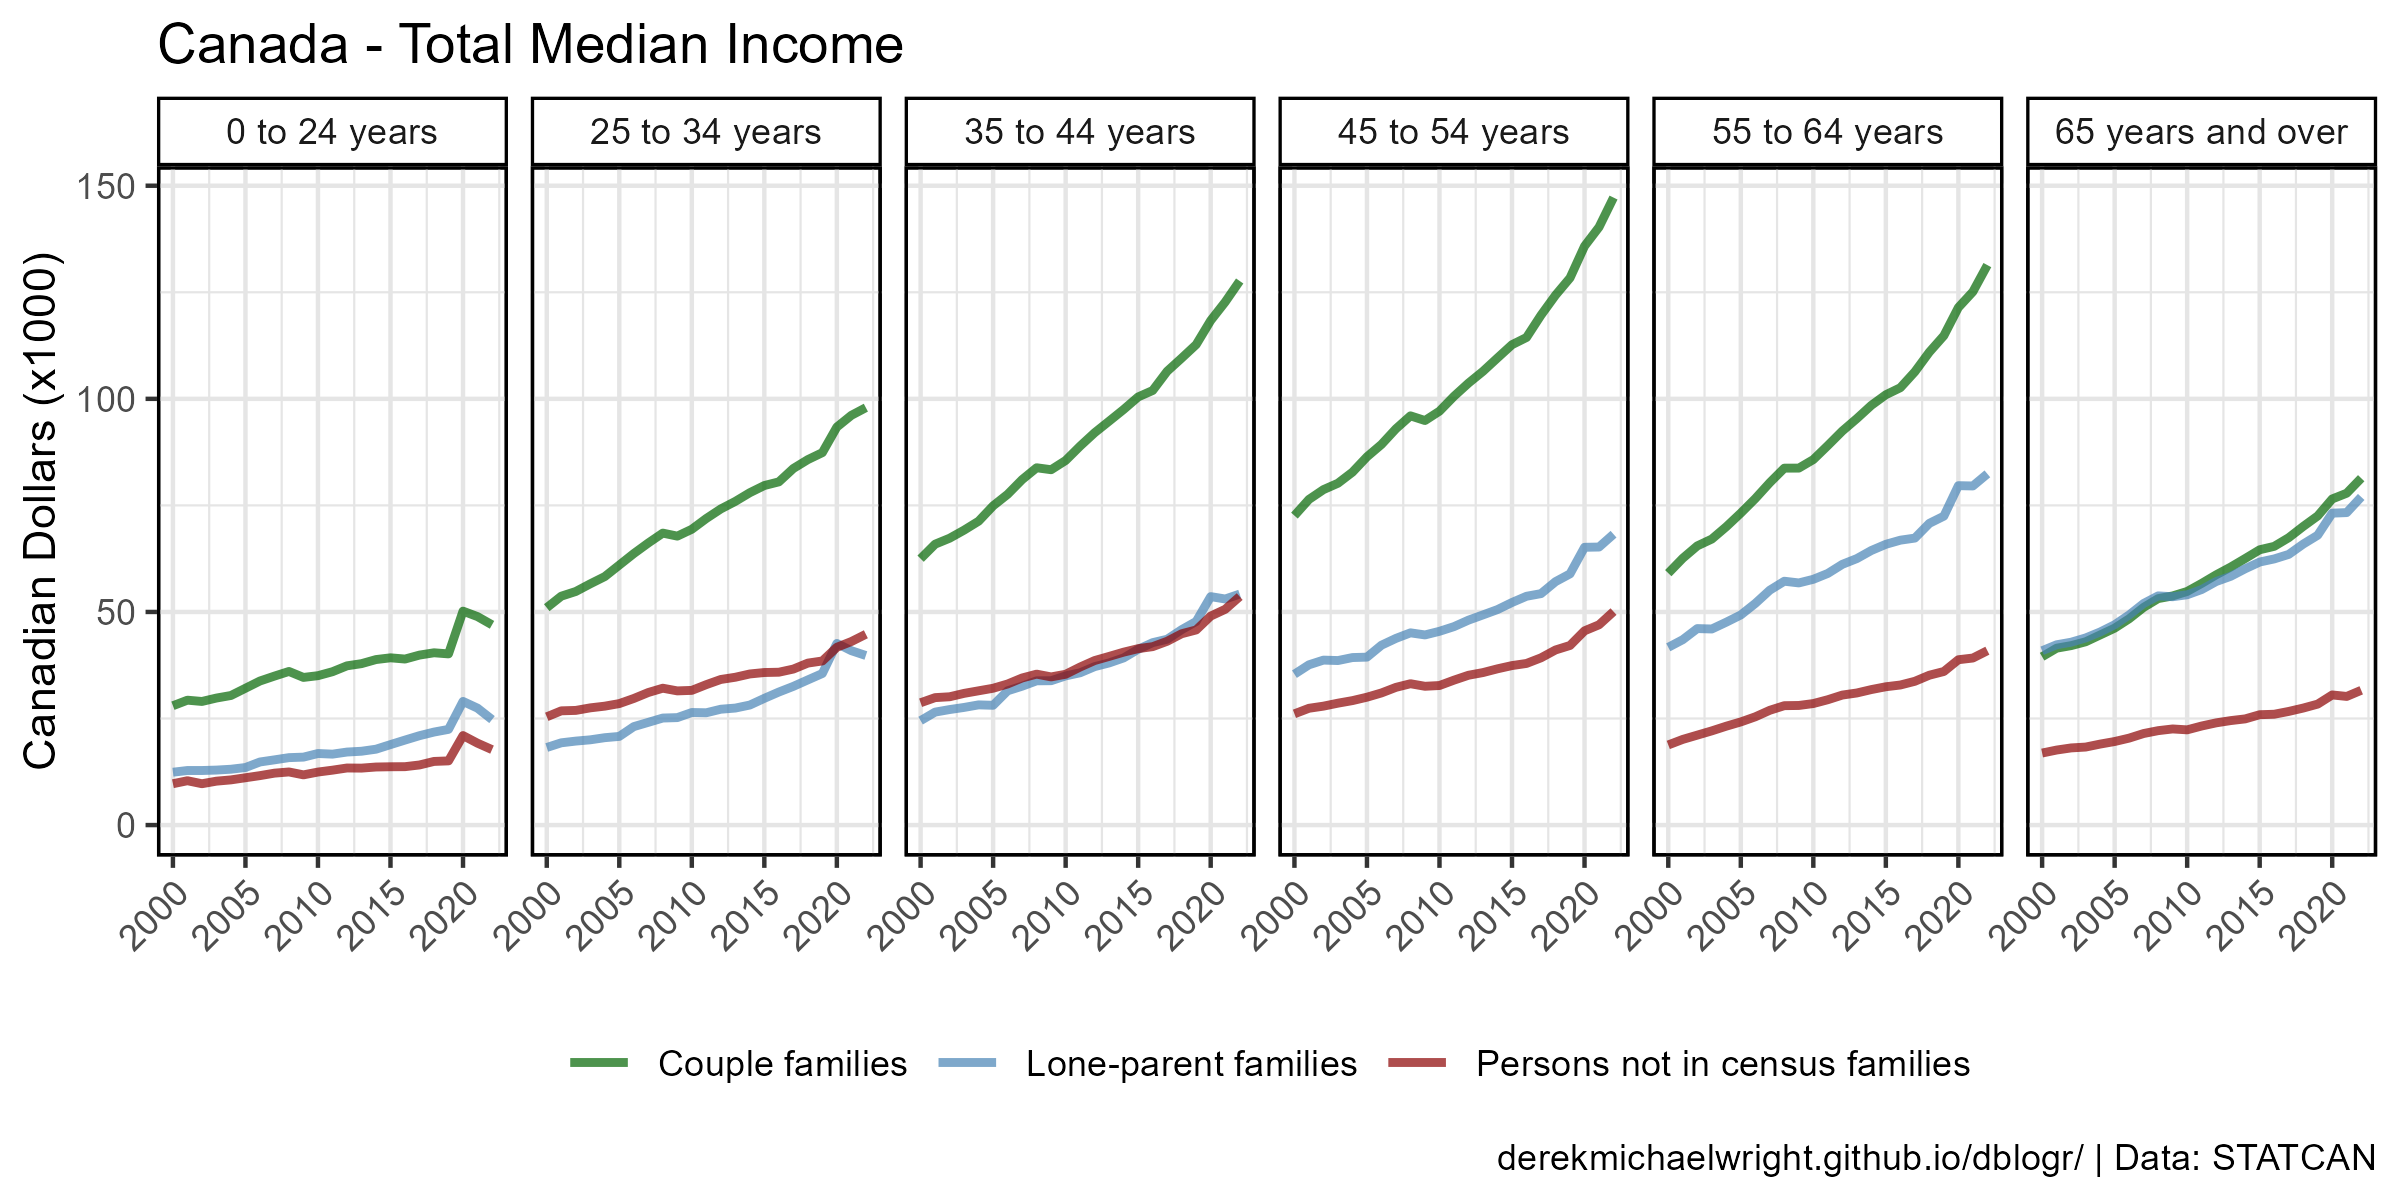 Canada - Total Median Income
0 to 24 years
25 to 34 years
35 to 44 years
45 to 54 years
55 to 64 years
65 years and over
Canadian Dollars (x1000)
150
100
50
0
2000 2005 2010 2015 2020
2000 2005 2010 2015 2020
2000 2005 2010 2015 2020
2000 2005 2010 2015 2020
2000 2005 2010 2015 2020
2000 2005 2010 2015 2020
Couple families
Lone-parent families
Persons not in census families
derekmichaelwright.github.io/dblogr/ | Data: STATCAN